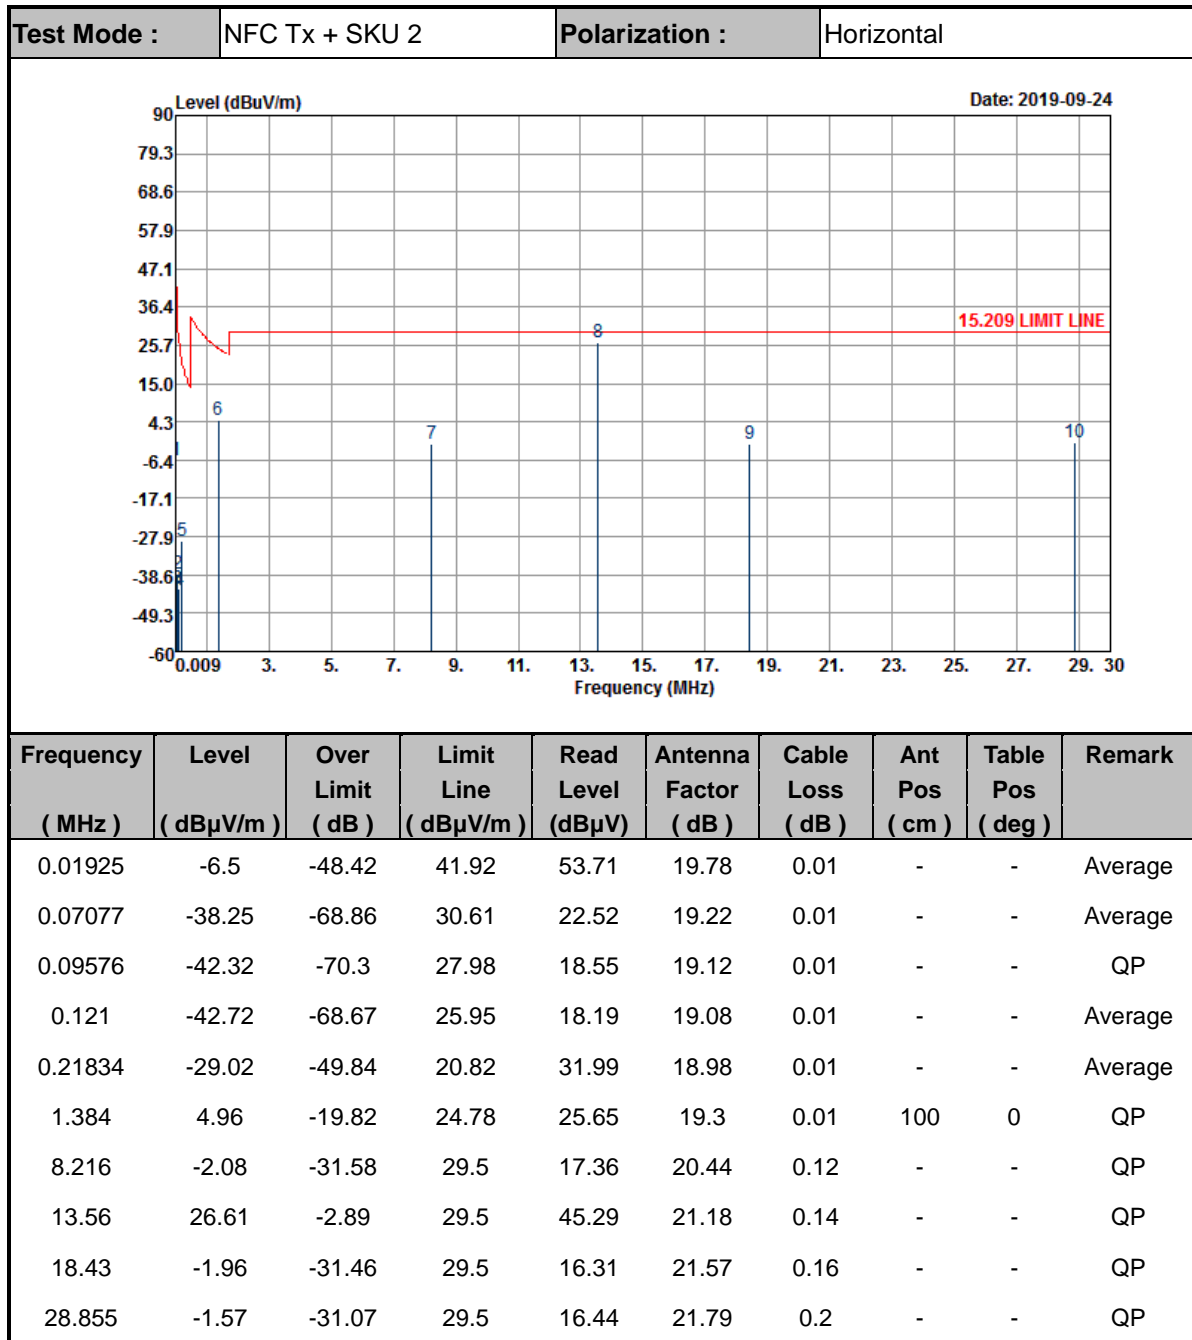 Test Mode : NFC Tx + SKU 2 Polarization : Horizontal
Level (dBuV/m) Date: 2019-09-24
90
79.3
68.6
57.9
47.1
36.4
15.209 LIMIT LINE
8
25.7
15.0
6
4.3
7 9 10
1
-6.4
-17.1
5
-27.9
2
-38.6
-49.3
-60
0.009 3. 5. 7. 9. 11. 13. 15. 17. 19. 21. 23. 25. 27. 29. 30
Frequency (MHz)
Frequency Level Over Limit Read Antenna Cable Ant Table Remark
Limit Line Level Factor Loss Pos Pos
( MHz ) ( dBµV/m ) ( dB ) ( dBµV/m ) (dBµV) ( dB ) ( dB ) ( cm ) ( deg )
0.01925 -6.5 -48.42 41.92 53.71 19.78 0.01 - - Average
0.07077 -38.25 -68.86 30.61 22.52 19.22 0.01 - - Average
0.09576 -42.32 -70.3 27.98 18.55 19.12 0.01 - - QP
0.121 -42.72 -68.67 25.95 18.19 19.08 0.01 - - Average
0.21834 -29.02 -49.84 20.82 31.99 18.98 0.01 - - Average
1.384 4.96 -19.82 24.78 25.65 19.3 0.01 100 0 QP
8.216 -2.08 -31.58 29.5 17.36 20.44 0.12 - - QP
13.56 26.61 -2.89 29.5 45.29 21.18 0.14 - - QP
18.43 -1.96 -31.46 29.5 16.31 21.57 0.16 - - QP
28.855 -1.57 -31.07 29.5 16.44 21.79 0.2 - - QP